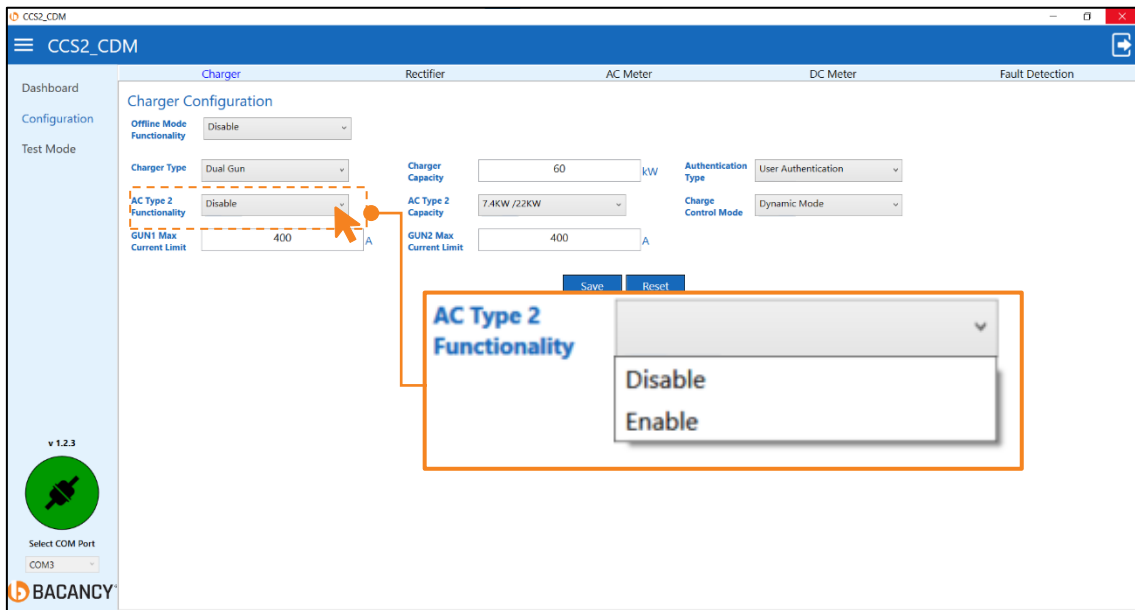 CCS2_CDM
CCS2_CDM
Charger Rectifier AC Meter DC Meter Fault Detection
Dashboard
Configuration
Test Mode
Charger Configuration
Offline Mode
Functionality
Disable
Charger Type
Dual Gun
Charger
Capacity
60
kW
Authentication
Type
User Authentication
AC Type 2
Functionality
Disable
AC Type 2
Capacity
7.4KW /22KW
Charge
Control Mode
Dynamic Mode
GUN1 Max
Current Limit
400
A
GUN2 Max
Current Limit
400
A
Save Reset
AC Type 2
Functionality
Disable
Enable
v 1.2.3
Select COM Port
COM3
BACANCY